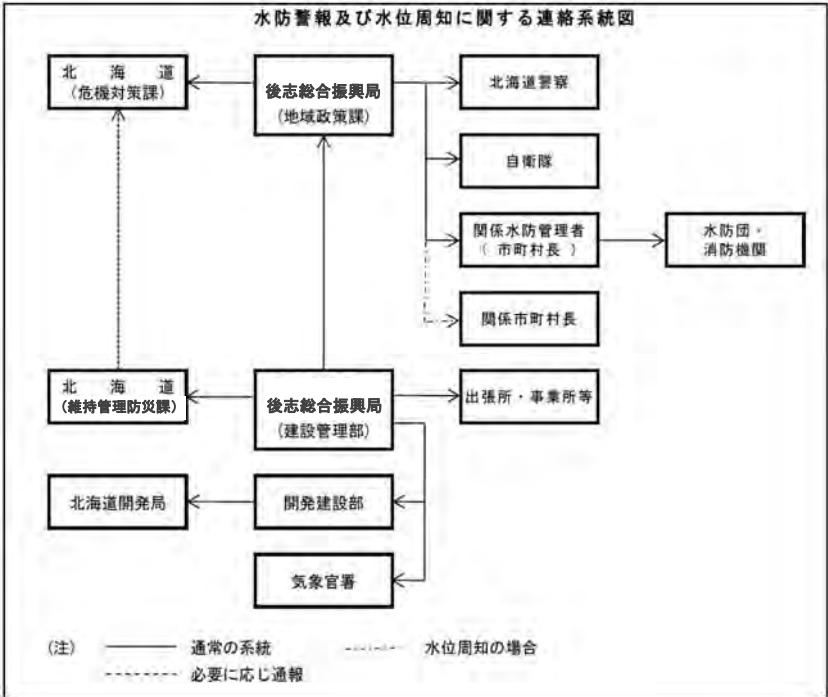 水防警報及び水位周知に関する連絡系統図
北海道
(危機対策課)
後志総合振興局
(地域政策課)
北海道警察
自衛隊
関係水防管理者
(市町村長)
水防団・
消防機関
関係市町村長
北海道
(維持管理防災課)
後志総合振興局
(建設管理部)
出張所・事業所等
北海道開発局
開発建設部
気象官署
(注) 通常の系統 水位周知の場合
必要に応じ通報